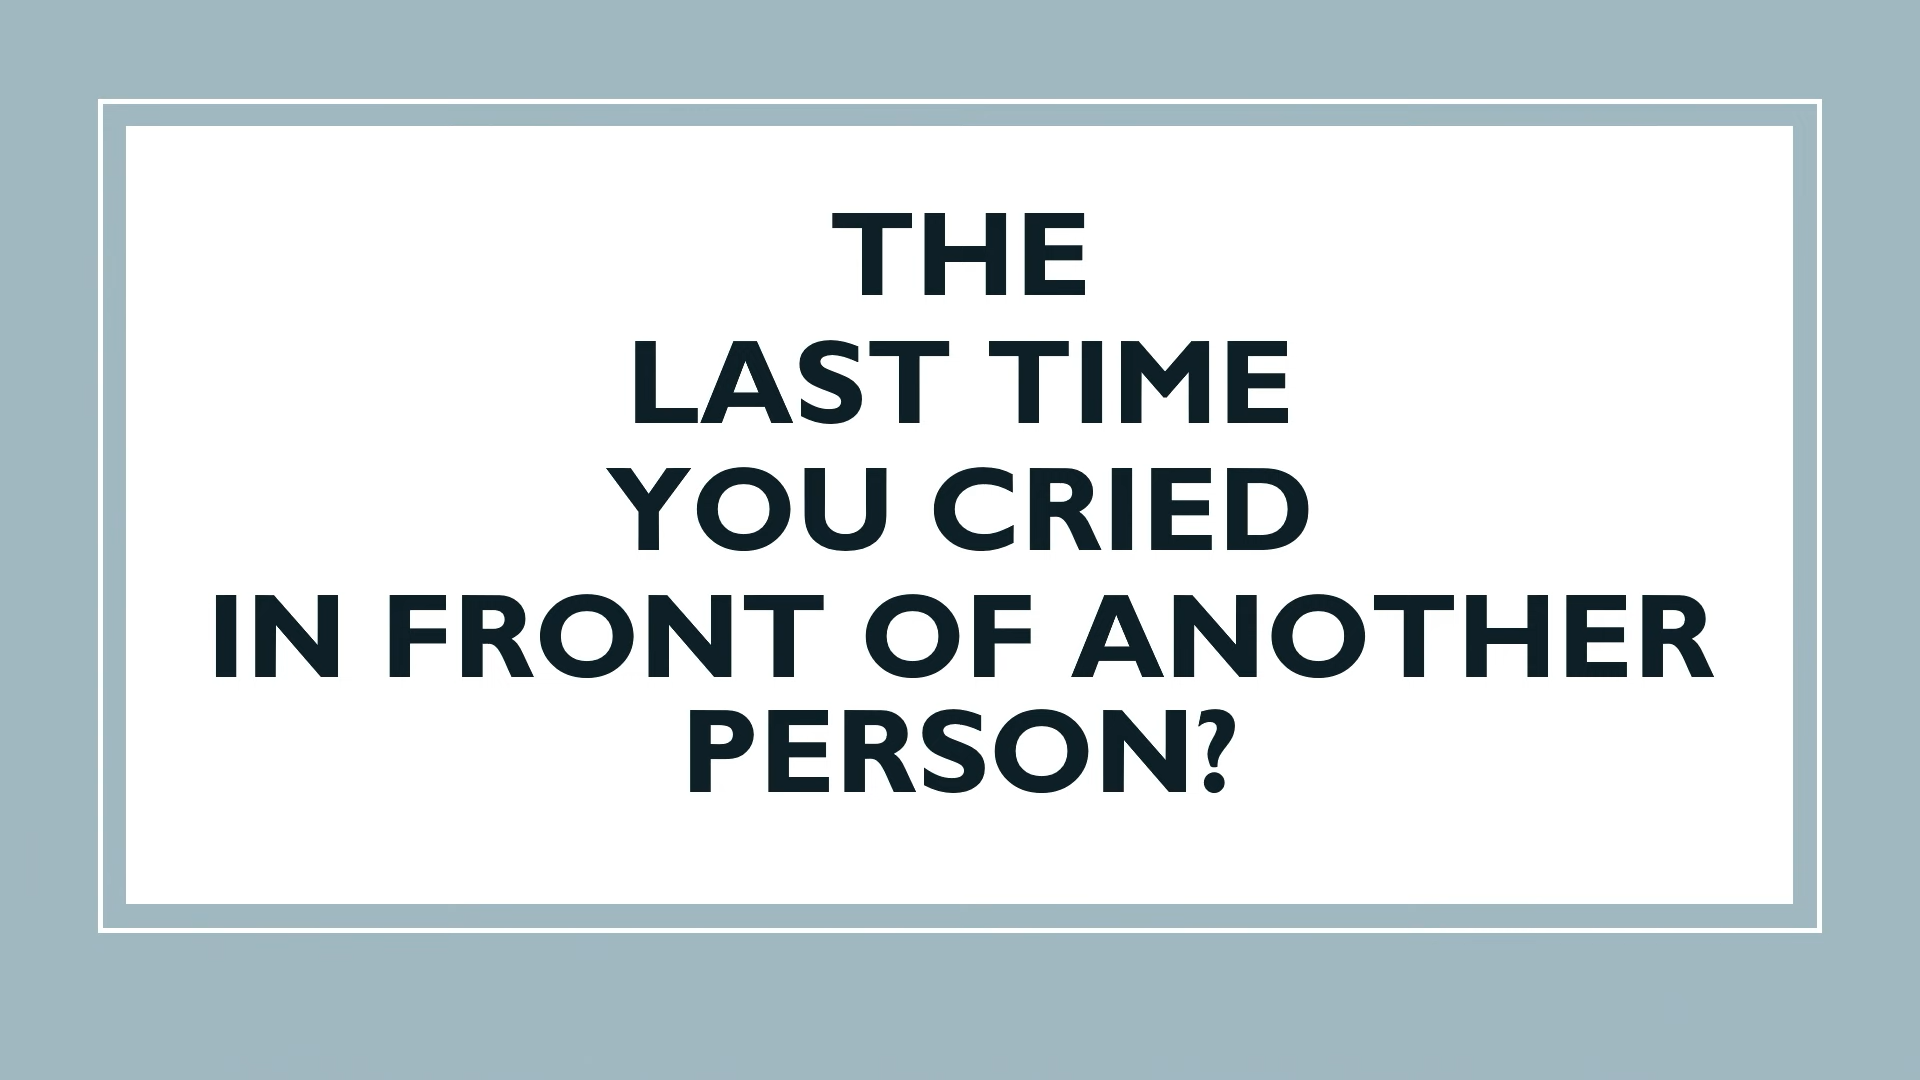 THE
LAST TIME
YOU CRIED
IN FRONT OF ANOTHER
PERSON?